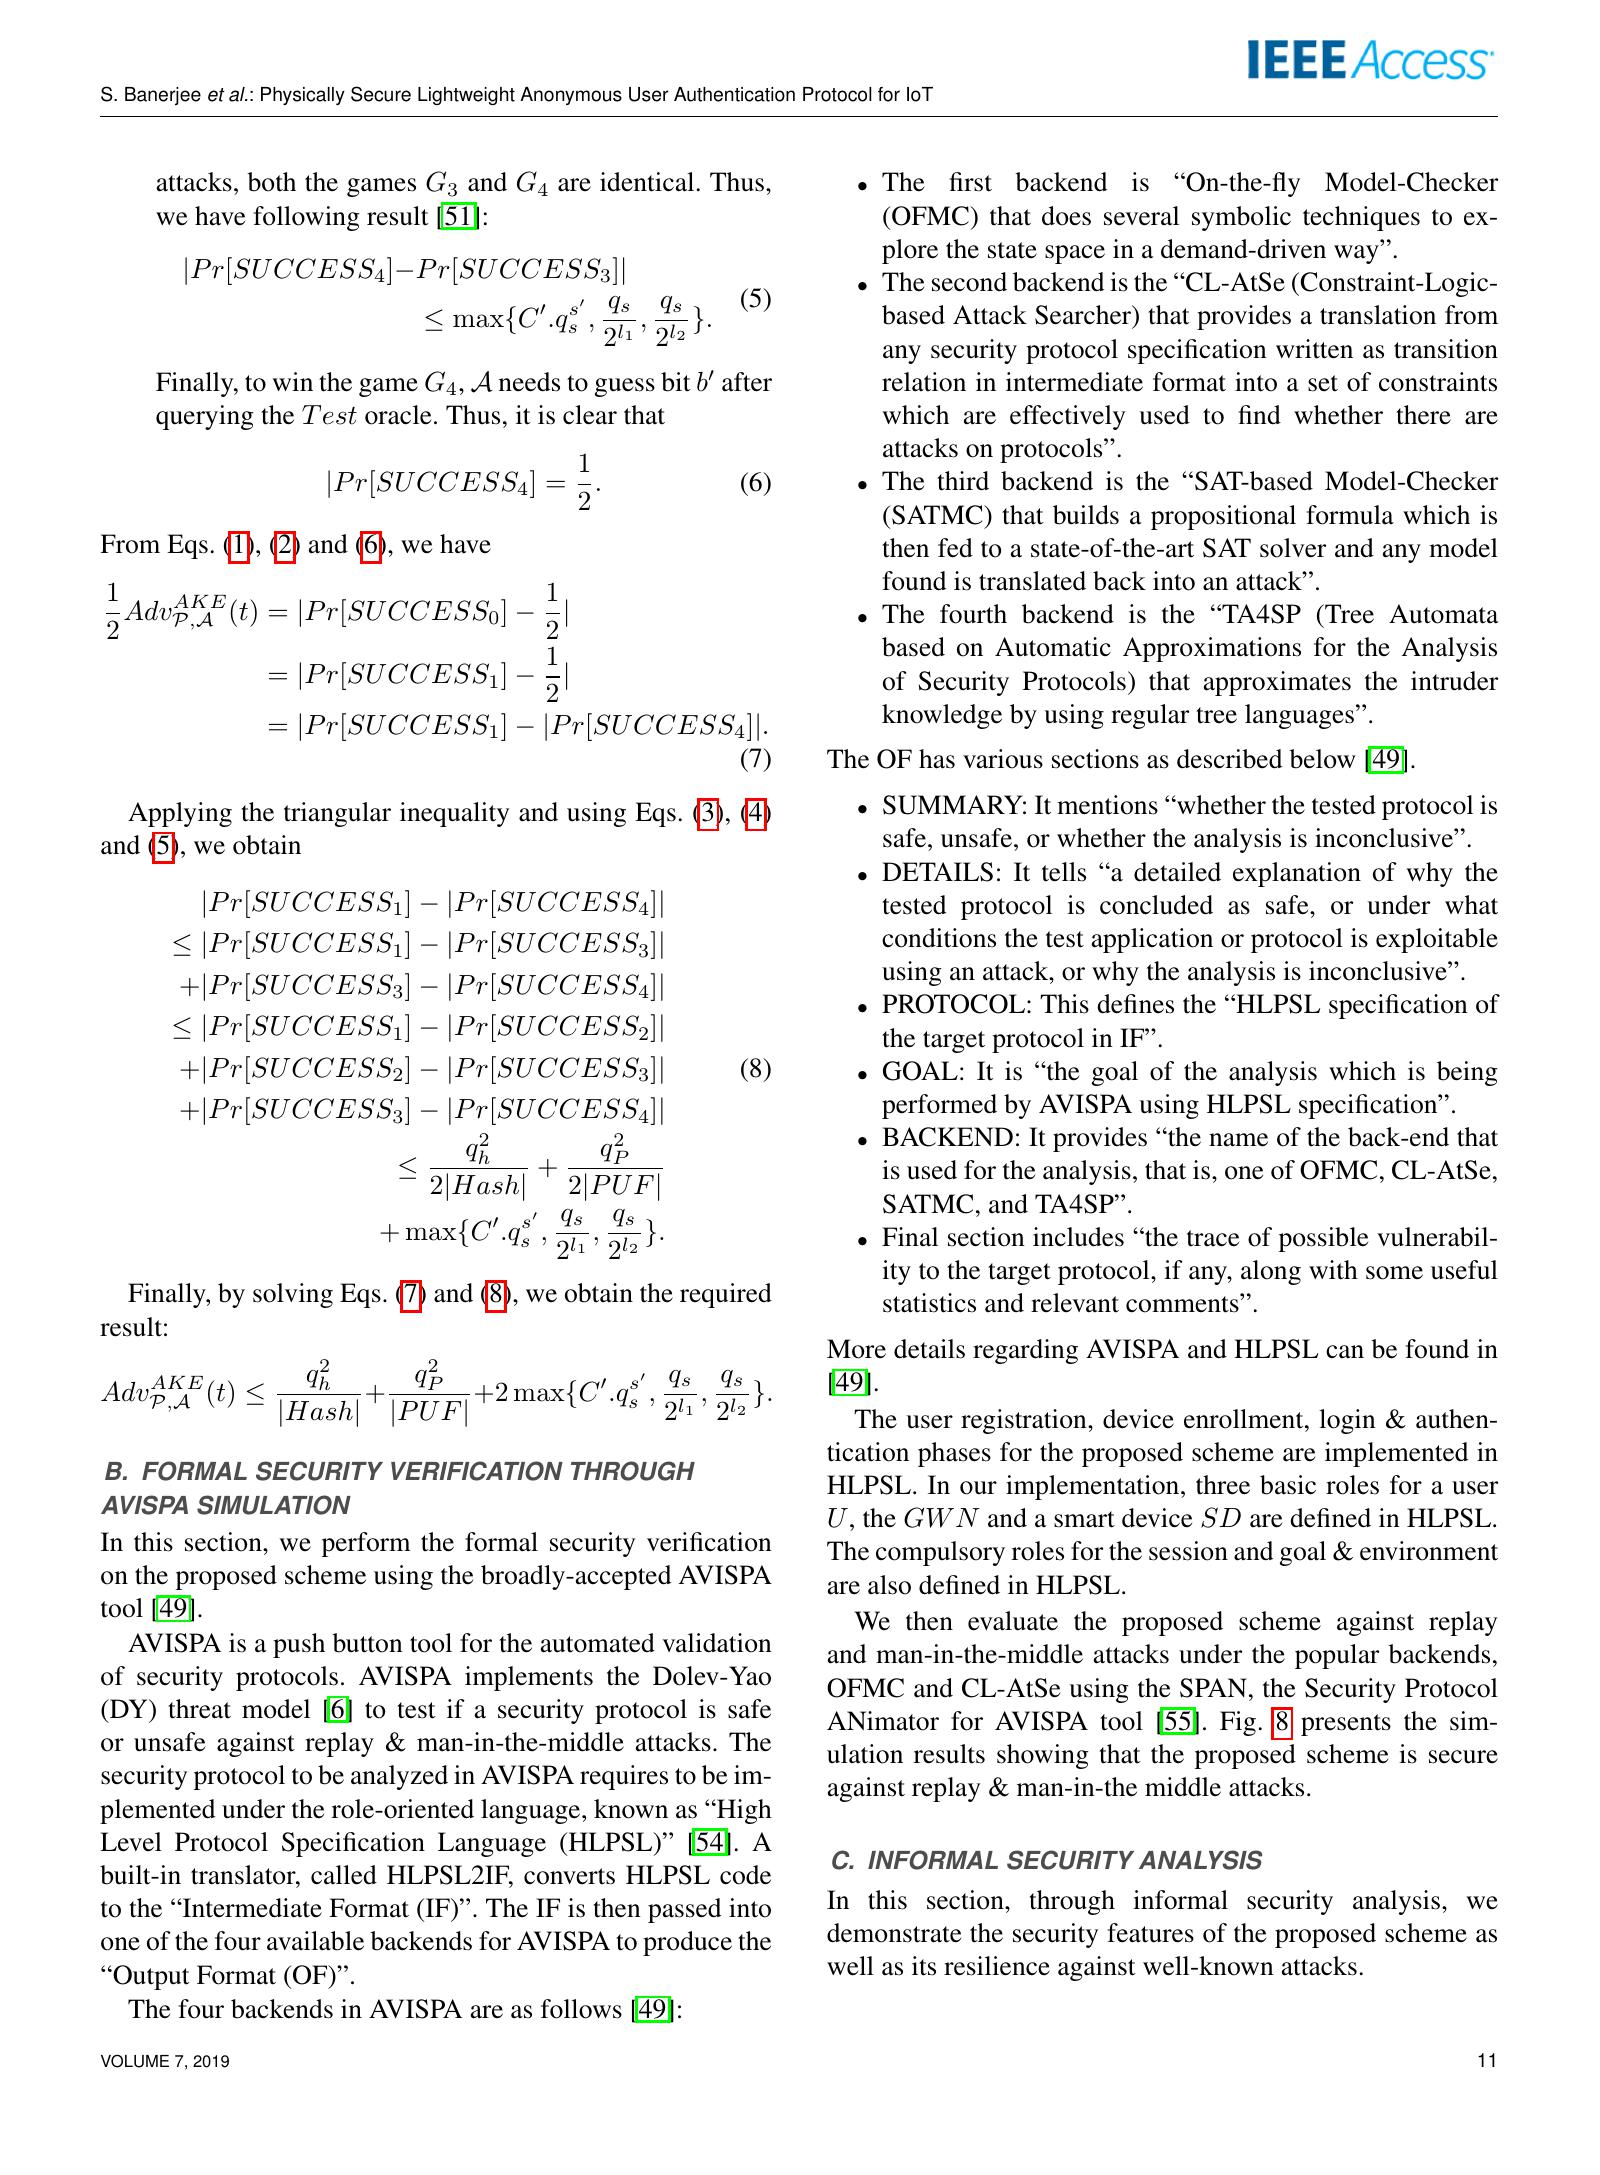 IEEE Access
S. Banerjee et al.: Physically Secure Lightweight Anonymous User Authentication Protocol for IoT
attacks, both the games G_3 and G_4 are identical. Thus,
we have following result [51]:
|Pr[SUCCESS_4]−Pr[SUCCESS_3]|
≤ max{C′.q_s^{s′}, q_s/2^{l_1}, q_s/2^{l_2}}. (5)
Finally, to win the game G_4, 𝒜 needs to guess bit b′ after
querying the Test oracle. Thus, it is clear that
|Pr[SUCCESS_4] = 1/2. (6)
From Eqs. (1), (2) and (6), we have
1/2 Adv_{𝒫,𝒜}^{AKE}(t) = |Pr[SUCCESS_0] − 1/2|
= |Pr[SUCCESS_1] − 1/2|
= |Pr[SUCCESS_1] − |Pr[SUCCESS_4]|.
(7)
Applying the triangular inequality and using Eqs. (3), (4)
and (5), we obtain
|Pr[SUCCESS_1] − |Pr[SUCCESS_4]|
≤ |Pr[SUCCESS_1] − |Pr[SUCCESS_3]|
+|Pr[SUCCESS_3] − |Pr[SUCCESS_4]|
≤ |Pr[SUCCESS_1] − |Pr[SUCCESS_2]|
+|Pr[SUCCESS_2] − |Pr[SUCCESS_3]| (8)
+|Pr[SUCCESS_3] − |Pr[SUCCESS_4]|
≤ q_h^2/2|Hash| + q_P^2/2|PUF|
+ max{C′.q_s^{s′}, q_s/2^{l_1}, q_s/2^{l_2}}.
Finally, by solving Eqs. (7) and (8), we obtain the required
result:
Adv_{𝒫,𝒜}^{AKE}(t) ≤ q_h^2/|Hash| + q_P^2/|PUF| +2 max{C′.q_s^{s′}, q_s/2^{l_1}, q_s/2^{l_2}}.
B. FORMAL SECURITY VERIFICATION THROUGH
AVISPA SIMULATION
In this section, we perform the formal security verification
on the proposed scheme using the broadly-accepted AVISPA
tool [49].
AVISPA is a push button tool for the automated validation
of security protocols. AVISPA implements the Dolev-Yao
(DY) threat model [6] to test if a security protocol is safe
or unsafe against replay & man-in-the-middle attacks. The
security protocol to be analyzed in AVISPA requires to be im-
plemented under the role-oriented language, known as “High
Level Protocol Specification Language (HLPSL)” [54]. A
built-in translator, called HLPSL2IF, converts HLPSL code
to the “Intermediate Format (IF)”. The IF is then passed into
one of the four available backends for AVISPA to produce the
“Output Format (OF)”.
The four backends in AVISPA are as follows [49]:
• The first backend is “On-the-fly Model-Checker
(OFMC) that does several symbolic techniques to ex-
plore the state space in a demand-driven way”.
• The second backend is the “CL-AtSe (Constraint-Logic-
based Attack Searcher) that provides a translation from
any security protocol specification written as transition
relation in intermediate format into a set of constraints
which are effectively used to find whether there are
attacks on protocols”.
• The third backend is the “SAT-based Model-Checker
(SATMC) that builds a propositional formula which is
then fed to a state-of-the-art SAT solver and any model
found is translated back into an attack”.
• The fourth backend is the “TA4SP (Tree Automata
based on Automatic Approximations for the Analysis
of Security Protocols) that approximates the intruder
knowledge by using regular tree languages”.
The OF has various sections as described below [49].
• SUMMARY: It mentions “whether the tested protocol is
safe, unsafe, or whether the analysis is inconclusive”.
• DETAILS: It tells “a detailed explanation of why the
tested protocol is concluded as safe, or under what
conditions the test application or protocol is exploitable
using an attack, or why the analysis is inconclusive”.
• PROTOCOL: This defines the “HLPSL specification of
the target protocol in IF”.
• GOAL: It is “the goal of the analysis which is being
performed by AVISPA using HLPSL specification”.
• BACKEND: It provides “the name of the back-end that
is used for the analysis, that is, one of OFMC, CL-AtSe,
SATMC, and TA4SP”.
• Final section includes “the trace of possible vulnerabil-
ity to the target protocol, if any, along with some useful
statistics and relevant comments”.
More details regarding AVISPA and HLPSL can be found in
[49].
The user registration, device enrollment, login & authen-
tication phases for the proposed scheme are implemented in
HLPSL. In our implementation, three basic roles for a user
U, the GWN and a smart device SD are defined in HLPSL.
The compulsory roles for the session and goal & environment
are also defined in HLPSL.
We then evaluate the proposed scheme against replay
and man-in-the-middle attacks under the popular backends,
OFMC and CL-AtSe using the SPAN, the Security Protocol
ANimator for AVISPA tool [55]. Fig. 8 presents the sim-
ulation results showing that the proposed scheme is secure
against replay & man-in-the middle attacks.
C. INFORMAL SECURITY ANALYSIS
In this section, through informal security analysis, we
demonstrate the security features of the proposed scheme as
well as its resilience against well-known attacks.
VOLUME 7, 2019
11